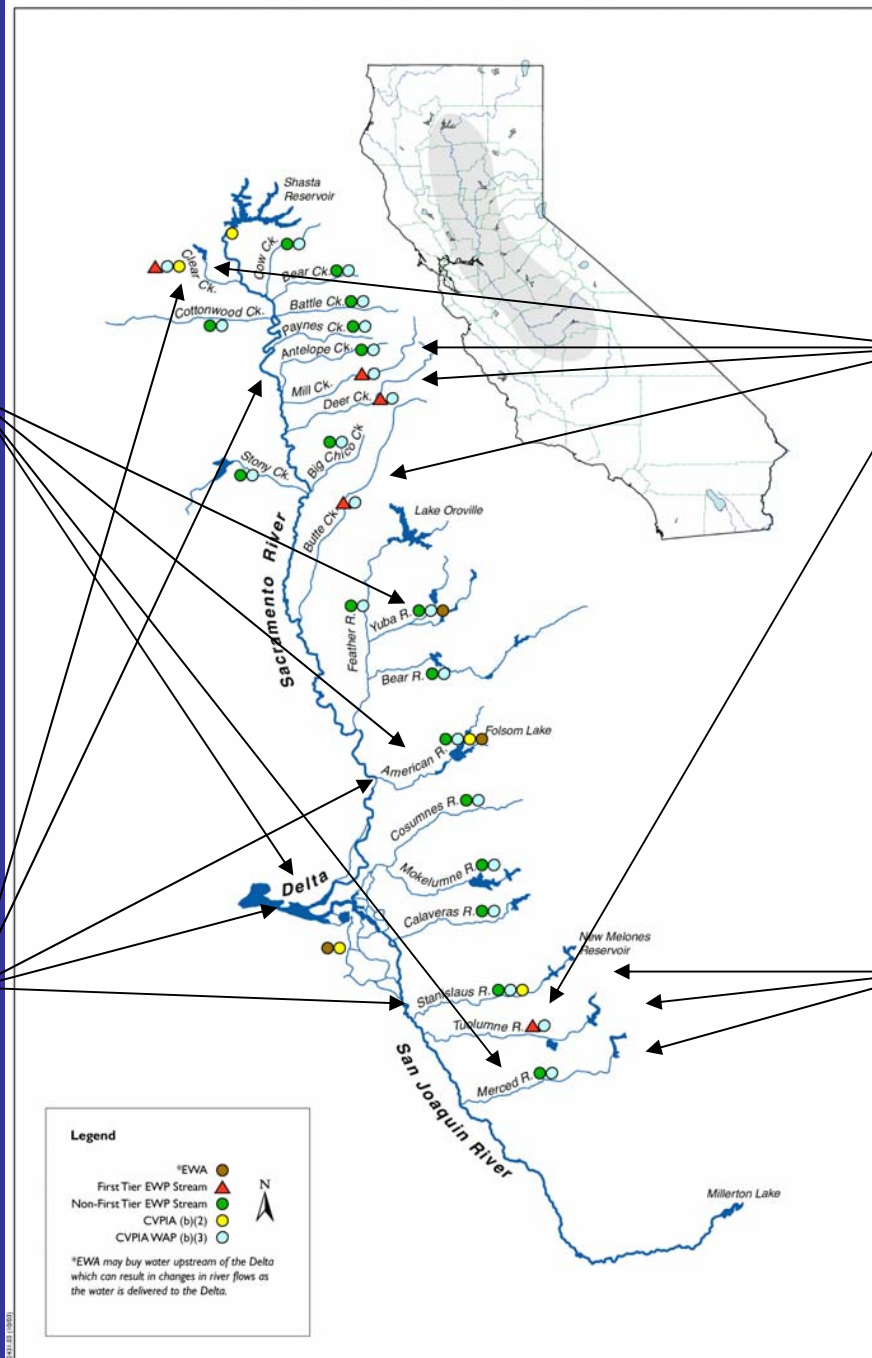 Shasta
Reservoir
Cow Ck.
Clear
Ck.
Bear Ck.
Battle Ck.
Cottonwood Ck.
Paynes Ck.
Antelope Ck.
Mill Ck.
Deer Ck.
Big Chico Ck
Stony Ck.
Butte Ck.
Lake Oroville
Sacramento River
Feather R.
Yuba R.
Bear R.
Folsom Lake
American R.
Cosumnes R.
Mokelumne R.
Delta
Calaveras R.
New Melones
Reservoir
Stanislaus R.
Tuolumne R.
Merced R.
San Joaquin River
Millerton Lake
Legend
*EWA
First Tier EWP Stream
Non-First Tier EWP Stream
CVPIA (b)(2)
CVPIA WAP (b)(3)
N
*EWA may buy water upstream of the Delta
which can result in changes in river flows as
the water is delivered to the Delta.